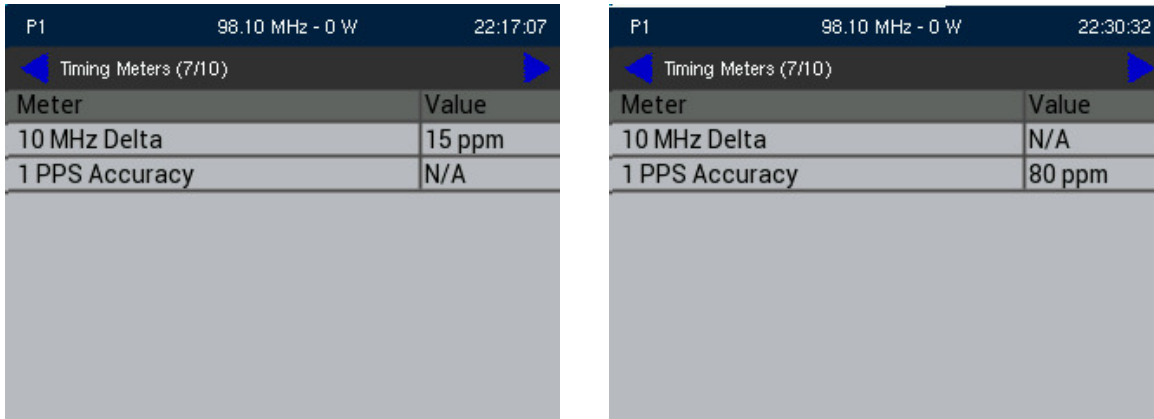 P1 98.10 MHz - 0 W 22:17:07
Timing Meters (7/10)
Meter Value
10 MHz Delta 15 ppm
1 PPS Accuracy N/A
P1 98.10 MHz - 0 W 22:30:32
Timing Meters (7/10)
Meter Value
10 MHz Delta N/A
1 PPS Accuracy 80 ppm